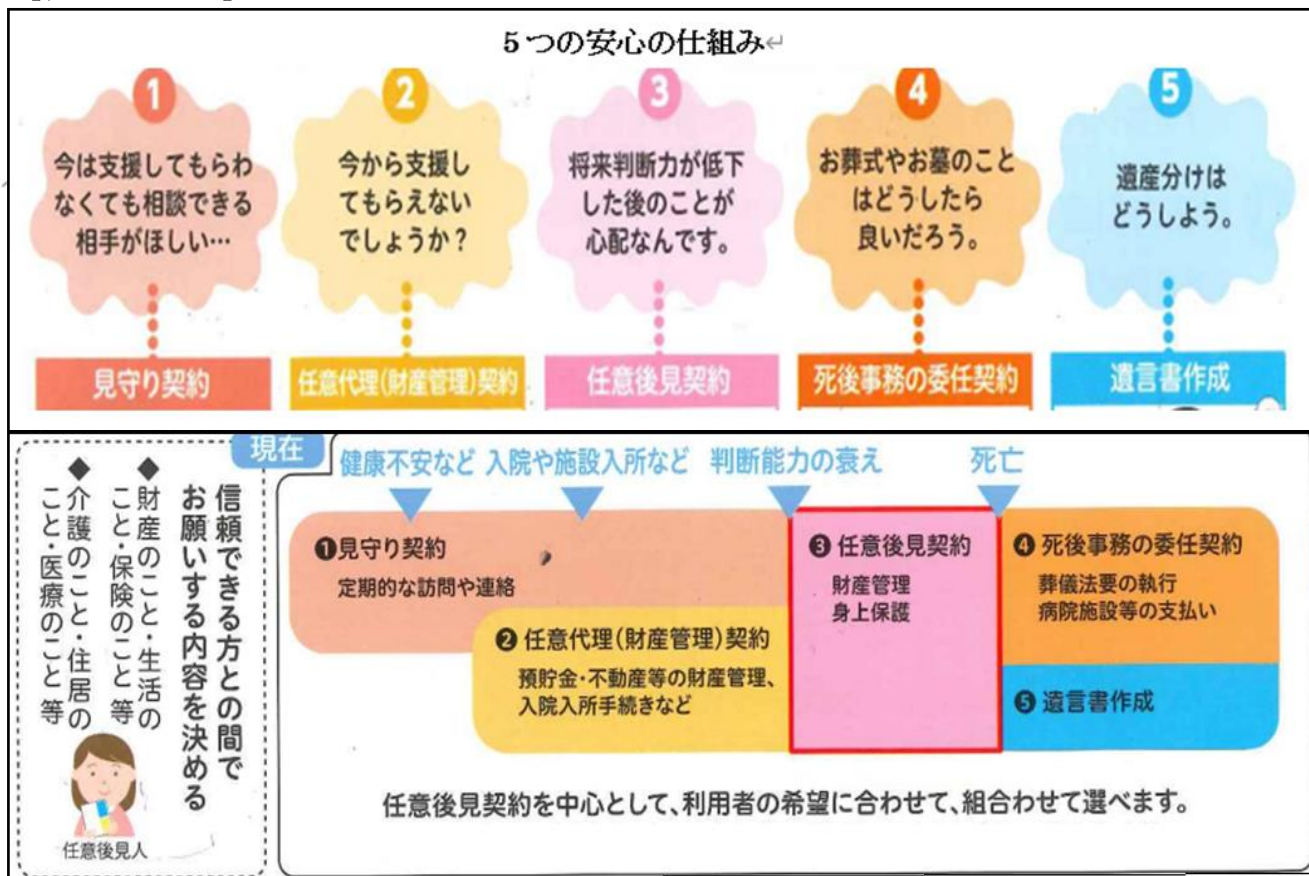 5つの安心の仕組み↵
1
今は支援してもらわ
なくても相談できる
相手がほしい…
見守り契約
2
今から支援し
てもらえない
でしょうか？
任意代理(財産管理)契約
3
将来判断力が低下
した後のことが
心配なんです。
任意後見契約
4
お葬式やお墓のこと
はどうしたら
良いだろう。
死後事務の委任契約
5
遺産分けは
どうしよう。
遺言書作成
現在
信頼できる方との間で
お願いする内容を決める
◆財産のこと・生活の
こと・保険のこと等
◆介護のこと・住居の
こと・医療のこと等
任意後見人
健康不安など 入院や施設入所など 判断能力の衰え 死亡
❶見守り契約
定期的な訪問や連絡
❷ 任意代理(財産管理)契約
預貯金・不動産等の財産管理、
入院入所手続きなど
❸ 任意後見契約
財産管理
身上保護
❹ 死後事務の委任契約
葬儀法要の執行
病院施設等の支払い
❺ 遺言書作成
任意後見契約を中心として、利用者の希望に合わせて、組合わせて選べます。